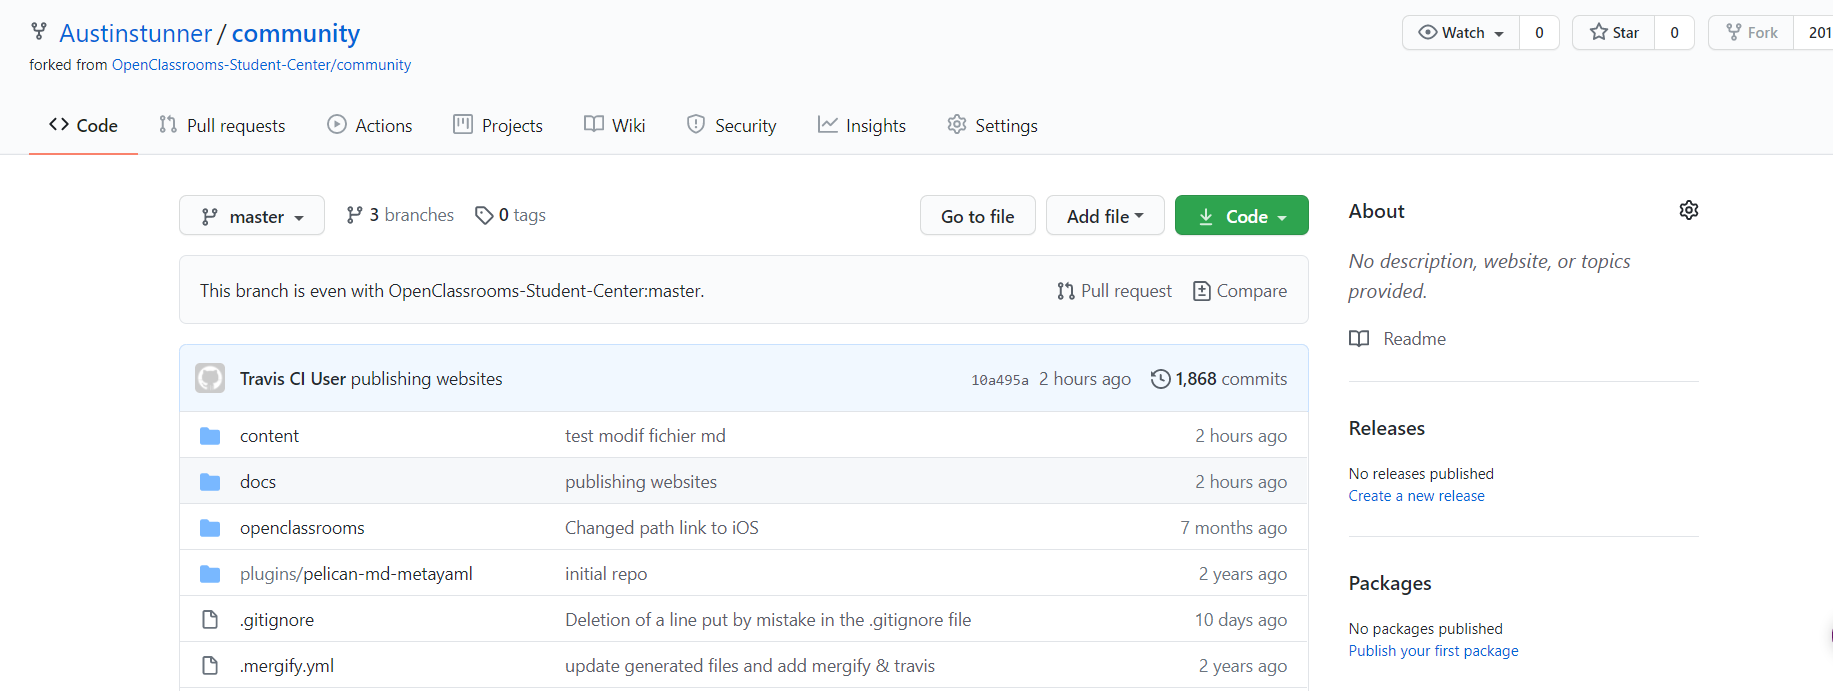 Austinstunner / community
Watch 0 Star 0 Fork 201
forked from OpenClassrooms-Student-Center/community
Code Pull requests Actions Projects Wiki Security Insights Settings
master 3 branches 0 tags Go to file Add file Code
This branch is even with OpenClassrooms-Student-Center:master. Pull request Compare
Travis CI User publishing websites 10a495a 2 hours ago 1,868 commits
content test modif fichier md 2 hours ago
docs publishing websites 2 hours ago
openclassrooms Changed path link to iOS 7 months ago
plugins/pelican-md-metayaml initial repo 2 years ago
.gitignore Deletion of a line put by mistake in the .gitignore file 10 days ago
.mergify.yml update generated files and add mergify & travis 2 years ago
About
No description, website, or topics
provided.
Readme
Releases
No releases published
Create a new release
Packages
No packages published
Publish your first package